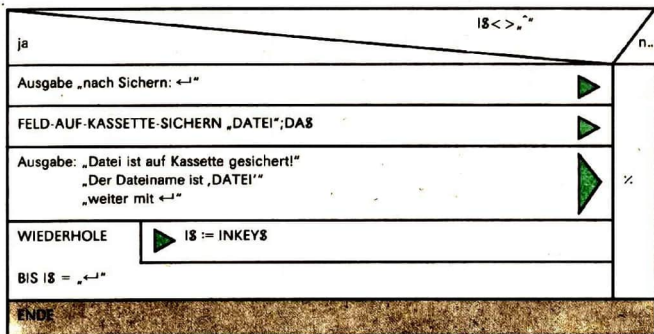 I$<>„^“
ja
n..
Ausgabe „nach Sichern: ↵“
FELD-AUF-KASSETTE-SICHERN „DATEI“;DA$
Ausgabe: „Datei ist auf Kassette gesichert!“
„Der Dateiname ist ‚DATEI‘“
„weiter mit ↵“
%
WIEDERHOLE
I$ := INKEY$
BIS I$ = „↵“
ENDE